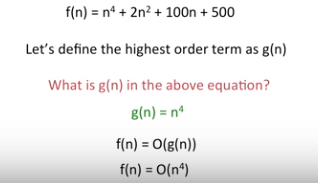 f(n) = n⁴ + 2n² + 100n + 500
Let's define the highest order term as g(n)
What is g(n) in the above equation?
g(n) = n⁴
f(n) = O(g(n))
f(n) = O(n⁴)